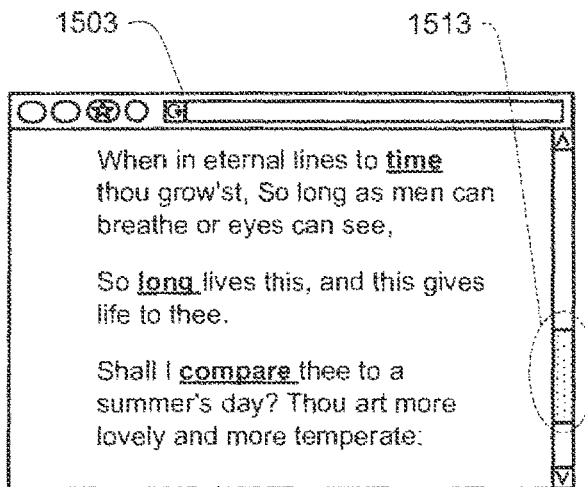 1503
1513
G
When in eternal lines to time
thou grow'st, So long as men can
breathe or eyes can see,
So long lives this, and this gives
life to thee.
Shall I compare thee to a
summer's day? Thou art more
lovely and more temperate: